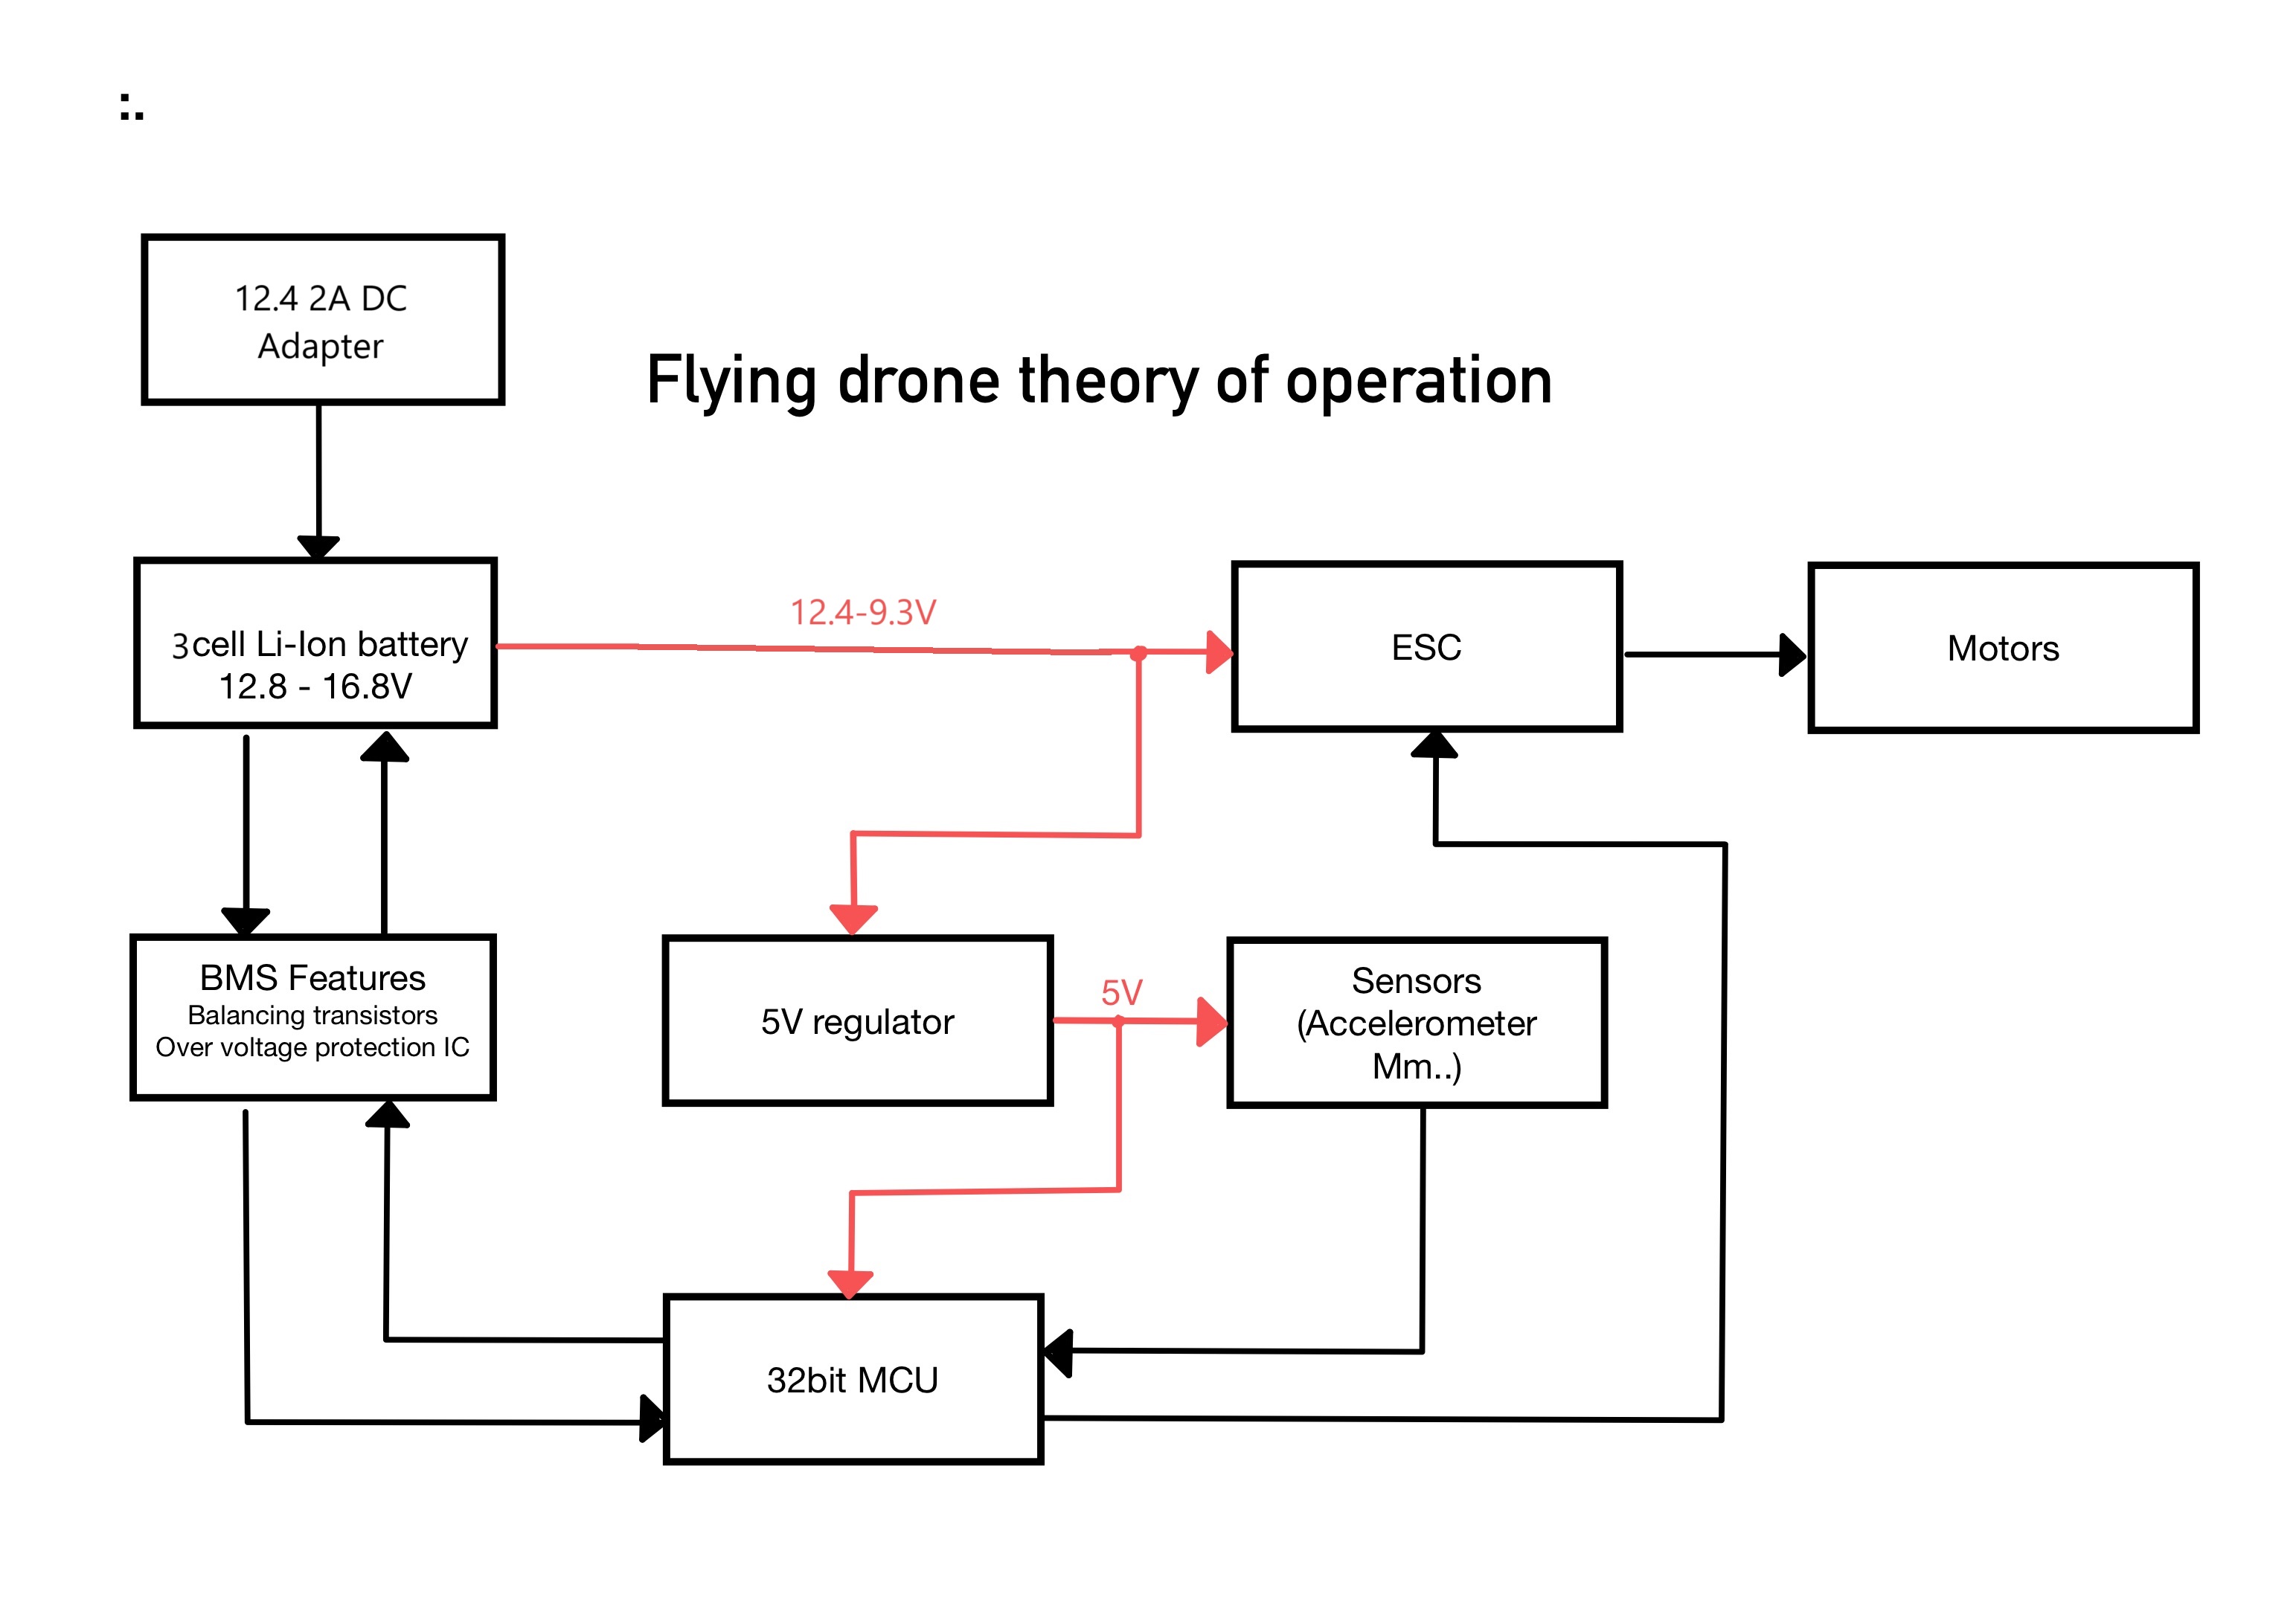 :.
12.4 2A DC
Adapter
Flying drone theory of operation
12.4-9.3V
3cell Li-Ion battery
12.8 - 16.8V
ESC
Motors
BMS Features
Balancing transistors
Over voltage protection IC
5V regulator
5V
Sensors
(Accelerometer
Mm..)
32bit MCU